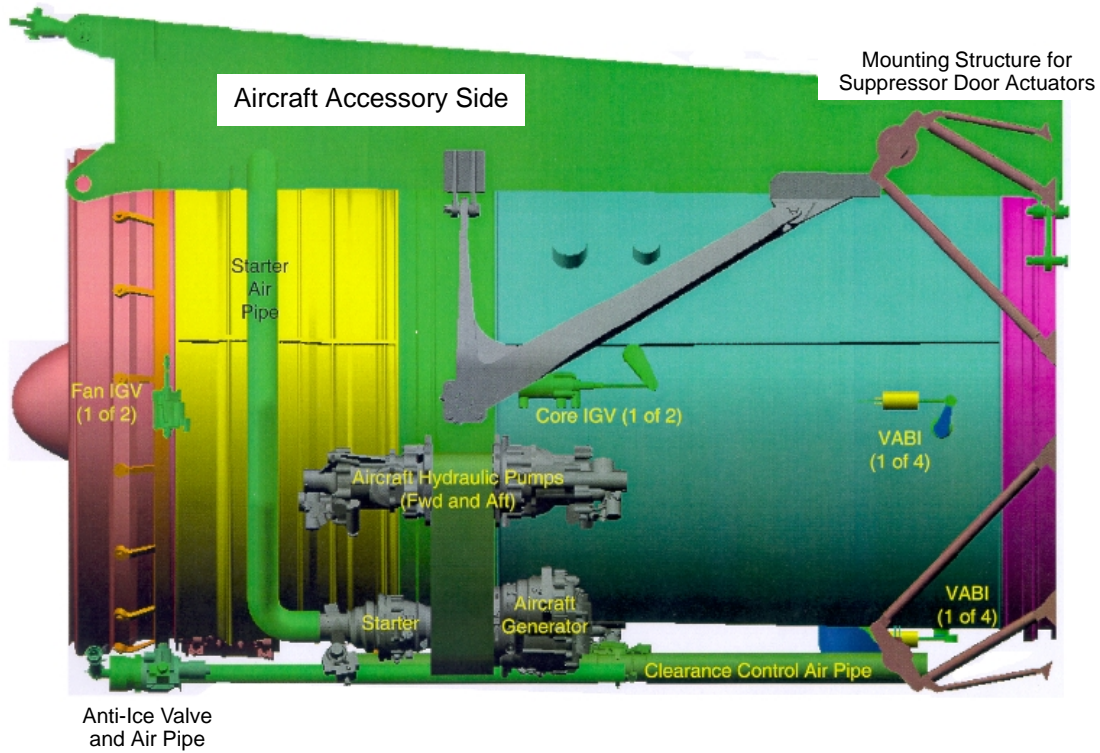 Mounting Structure for
Suppressor Door Actuators
Aircraft Accessory Side
Starter
Air
Pipe
Fan IGV
(1 of 2)
Core IGV (1 of 2)
VABI
(1 of 4)
Aircraft Hydraulic Pumps
(Fwd and Aft)
Starter
Aircraft
Generator
VABI
(1 of 4)
Clearance Control Air Pipe
Anti-Ice Valve
and Air Pipe